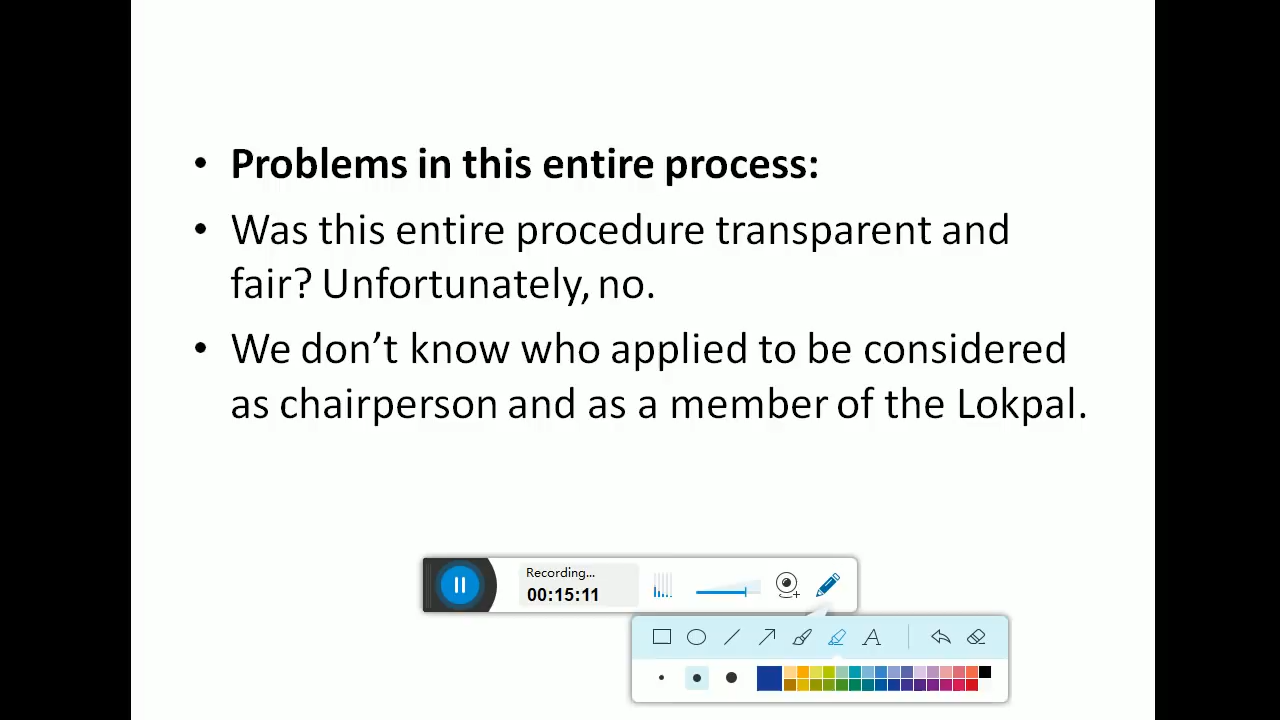 • Problems in this entire process:
• Was this entire procedure transparent and
fair? Unfortunately, no.
• We don’t know who applied to be considered
as chairperson and as a member of the Lokpal.
Recording...
00:15:11
A